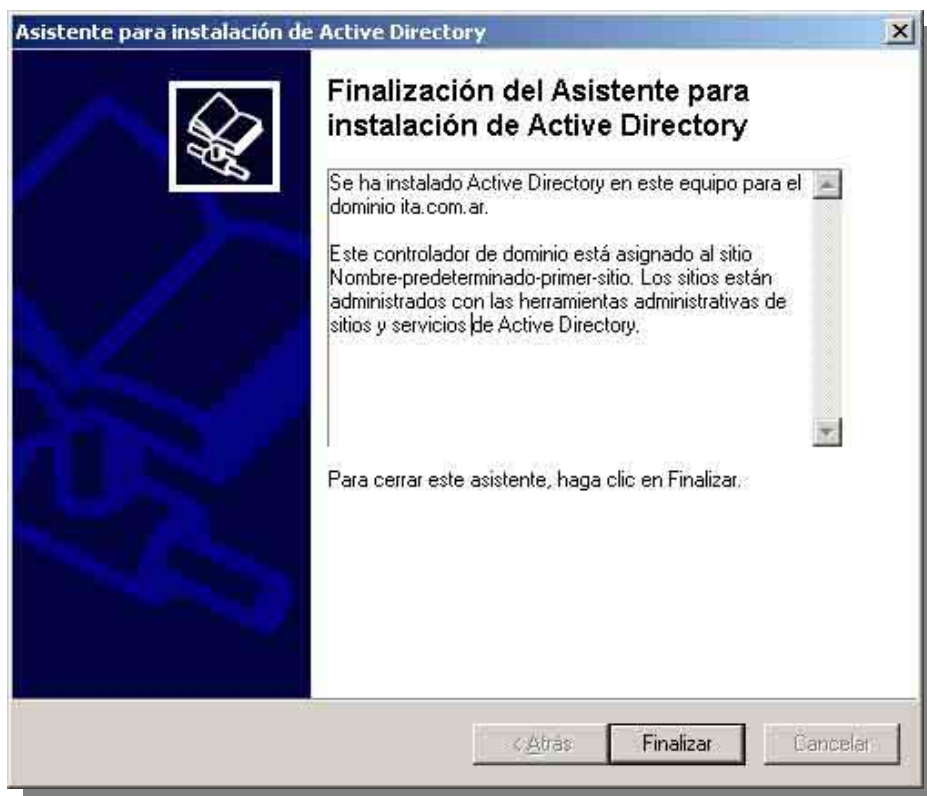 Asistente para instalación de Active Directory
Finalización del Asistente para
instalación de Active Directory
Se ha instalado Active Directory en este equipo para el
dominio ita.com.ar.
Este controlador de dominio está asignado al sitio
Nombre-predeterminado-primer-sitio. Los sitios están
administrados con las herramientas administrativas de
sitios y servicios de Active Directory.
Para cerrar este asistente, haga clic en Finalizar.
< Atrás
Finalizar
Cancelar